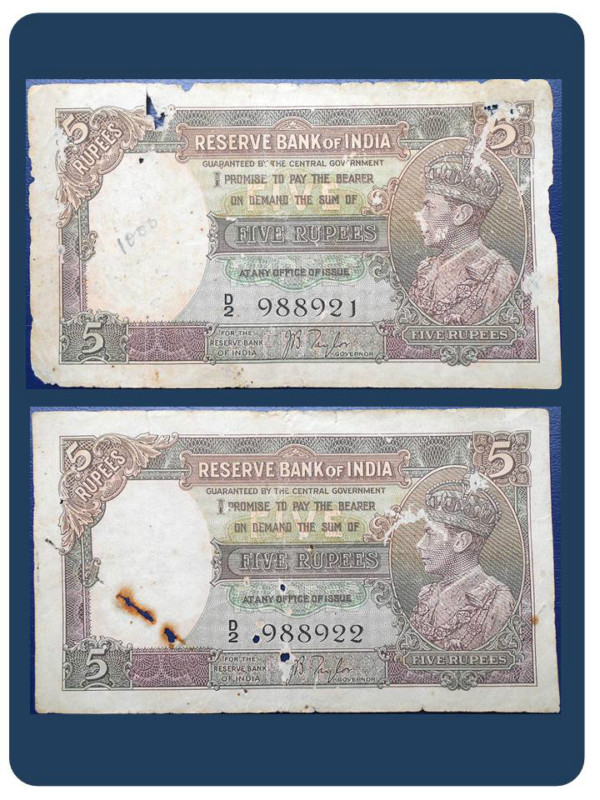 5
RUPEES
5
RESERVE BANK OF INDIA
GUARANTEED BY THE CENTRAL GOVERNMENT
I PROMISE TO PAY THE BEARER
FIVE
ON DEMAND THE SUM OF
FIVE RUPEES
AT ANY OFFICE OF ISSUE
D/2 988921
1000
5
FOR THE
RESERVE BANK
OF INDIA
J B Taylor
GOVERNOR
FIVE RUPEES
5
RUPEES
5
RESERVE BANK OF INDIA
GUARANTEED BY THE CENTRAL GOVERNMENT
I PROMISE TO PAY THE BEARER
FIVE
ON DEMAND THE SUM OF
FIVE RUPEES
AT ANY OFFICE OF ISSUE
D/2 988922
5
FOR THE
RESERVE BANK
OF INDIA
J B Taylor
GOVERNOR
FIVE RUPEES